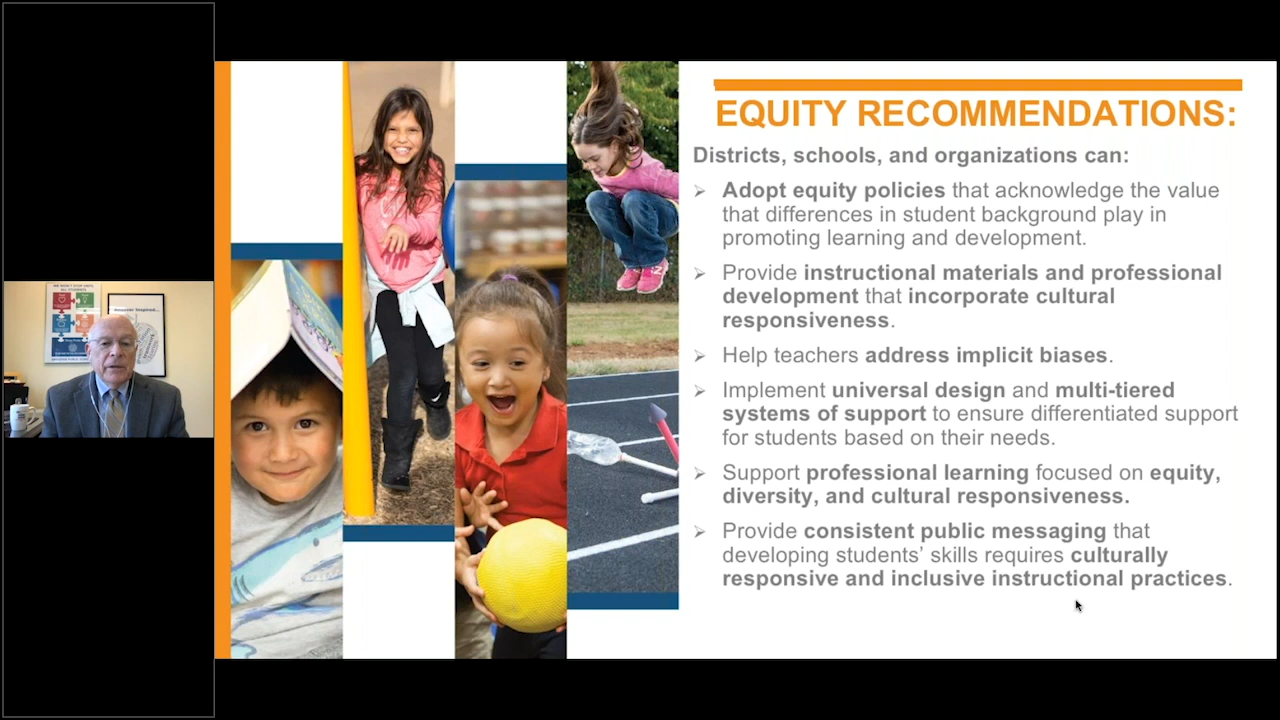 EQUITY RECOMMENDATIONS:
Districts, schools, and organizations can:
➢ Adopt equity policies that acknowledge the value
that differences in student background play in
promoting learning and development.
➢ Provide instructional materials and professional
development that incorporate cultural
responsiveness.
➢ Help teachers address implicit biases.
➢ Implement universal design and multi-tiered
systems of support to ensure differentiated support
for students based on their needs.
➢ Support professional learning focused on equity,
diversity, and cultural responsiveness.
➢ Provide consistent public messaging that
developing students’ skills requires culturally
responsive and inclusive instructional practices.